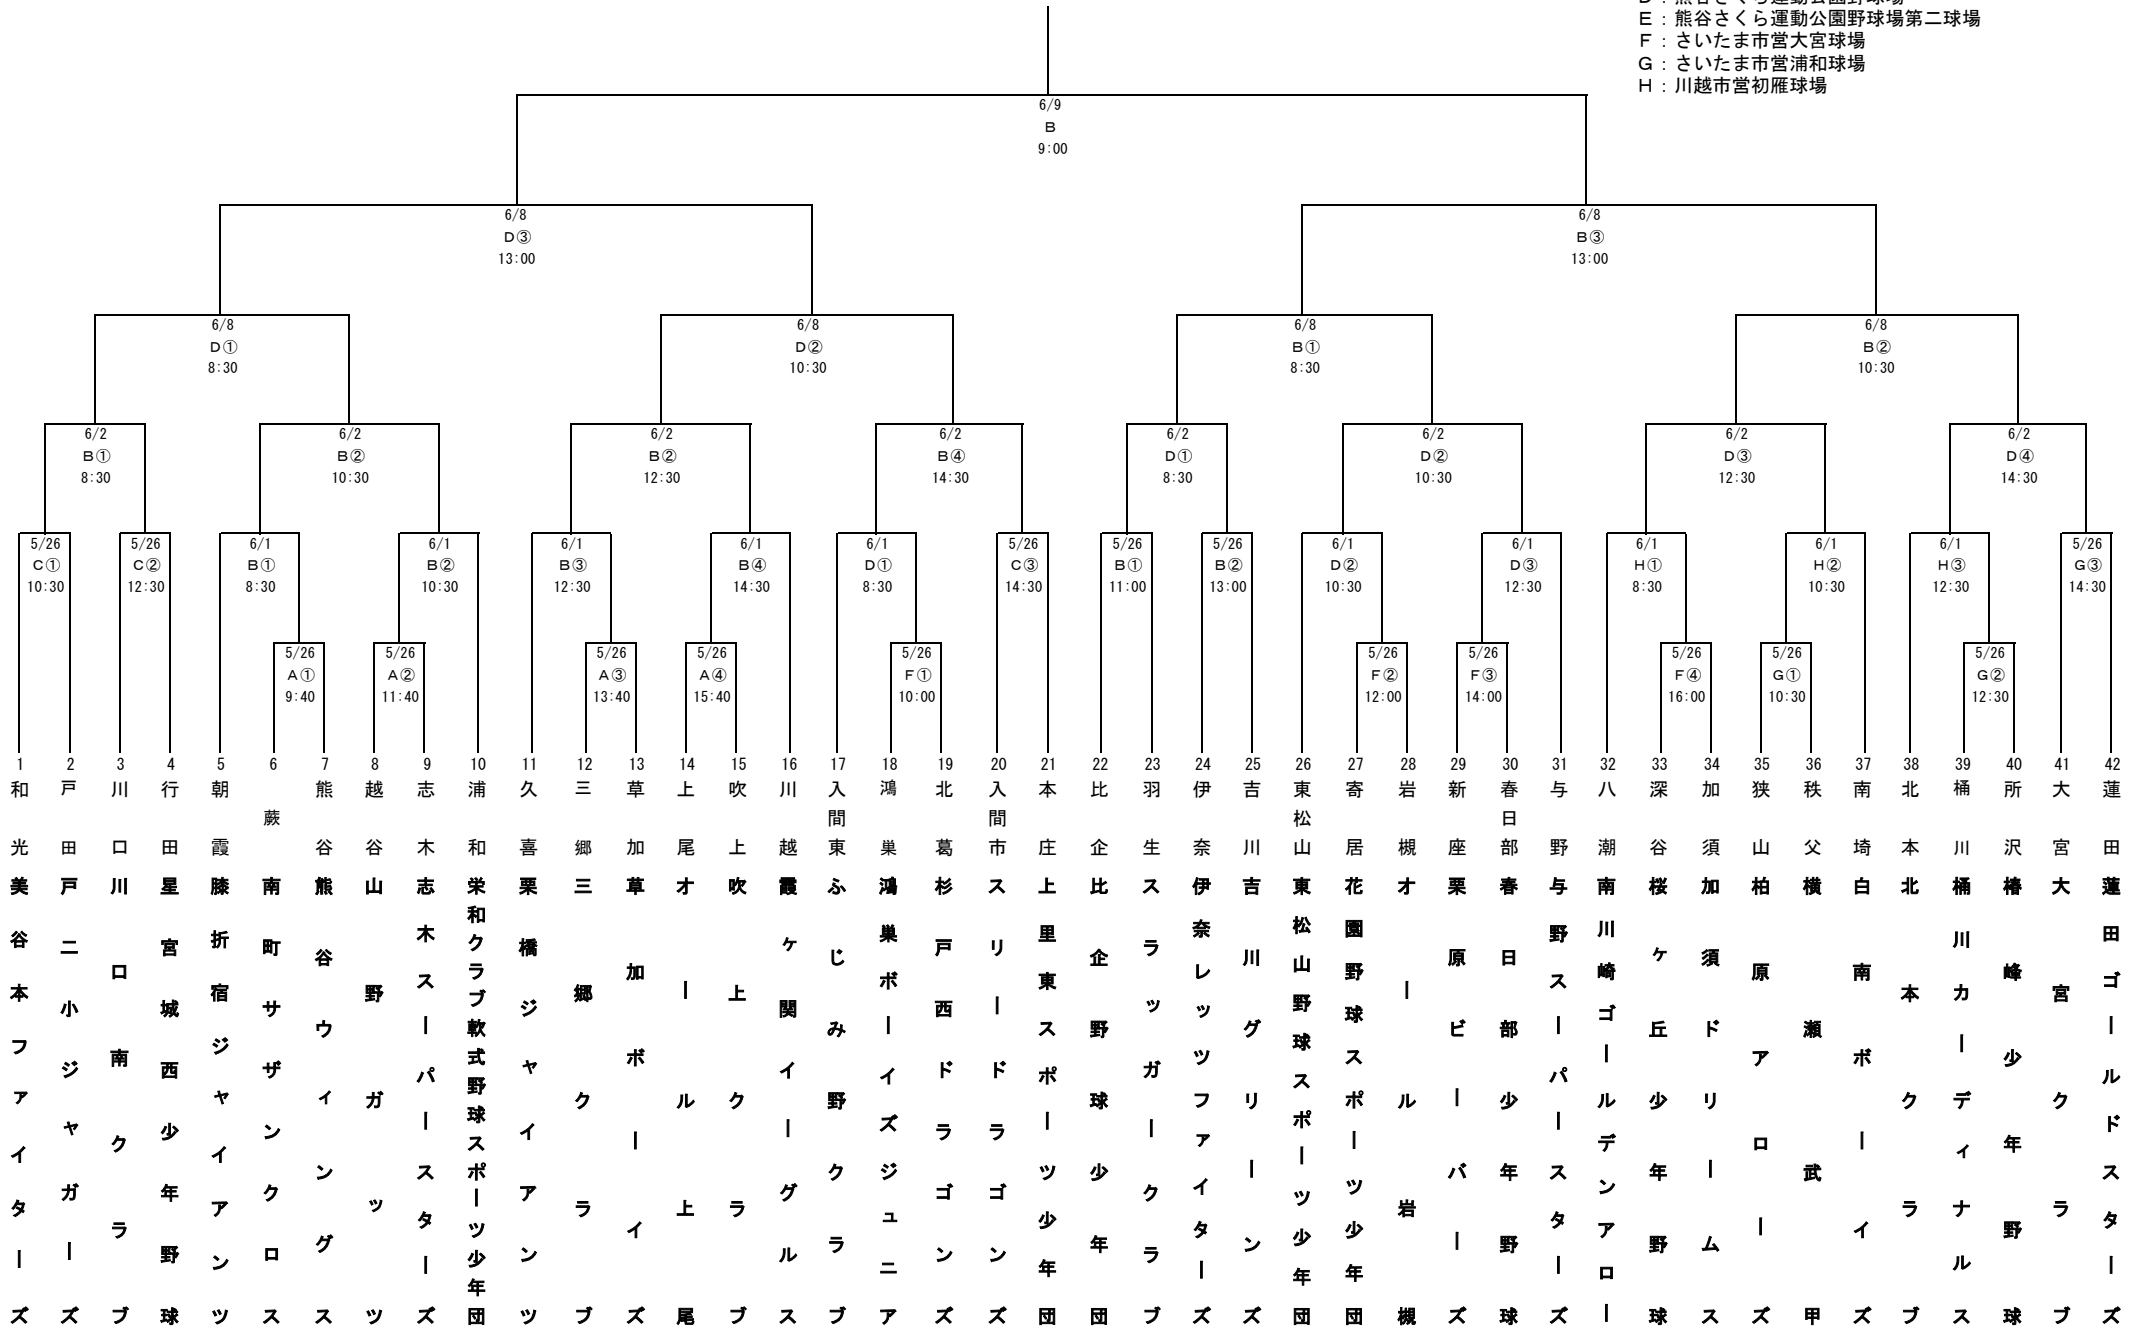 Ｅ：熊谷さくら運動公園野球場第二球場
Ｆ：さいたま市営大宮球場
Ｇ：さいたま市営浦和球場
Ｈ：川越市営初雁球場
6/9
Ｂ
9:00
6/8
Ｄ③
13:00
6/8
Ｂ③
13:00
6/8
Ｄ①
8:30
6/8
Ｄ②
10:30
6/8
Ｂ①
8:30
6/8
Ｂ②
10:30
6/2
Ｂ①
8:30
6/2
Ｂ②
10:30
6/2
Ｂ②
12:30
6/2
Ｂ④
14:30
6/2
Ｄ①
8:30
6/2
Ｄ②
10:30
6/2
Ｄ③
12:30
6/2
Ｄ④
14:30
5/26
Ｃ①
10:30
5/26
Ｃ②
12:30
6/1
Ｂ①
8:30
6/1
Ｂ②
10:30
6/1
Ｂ③
12:30
6/1
Ｂ④
14:30
6/1
Ｄ①
8:30
5/26
Ｃ③
14:30
5/26
Ｂ①
11:00
5/26
Ｂ②
13:00
6/1
Ｄ②
10:30
6/1
Ｄ③
12:30
6/1
Ｈ①
8:30
6/1
Ｈ②
10:30
6/1
Ｈ③
12:30
5/26
Ｇ③
14:30
5/26
Ａ①
9:40
5/26
Ａ②
11:40
5/26
Ａ③
13:40
5/26
Ａ④
15:40
5/26
Ｆ①
10:00
5/26
Ｆ②
12:00
5/26
Ｆ③
14:00
5/26
Ｆ④
16:00
5/26
Ｇ①
10:30
5/26
Ｇ②
12:30
1 和光 美谷本ファイターズ
2 戸田 戸二小ジャガーズ
3 川口 川口南クラブ
4 行田 星宮城西少年野球
5 朝霞 膝折宿ジャイアンツ
6 蕨 南町サザンクロス
7 熊谷 熊谷ウィングス
8 越谷 山野ガッツ
9 志木 志木スーパースターズ
10 浦和 栄和クラブ軟式野球スポーツ少年団
11 久喜 栗橋ジャイアンツ
12 三郷 三郷クラブ
13 草加 草加ボーイズ
14 上尾 オール上尾
15 吹上 吹上クラブ
16 川越 霞ヶ関イーグルス
17 入間東 ふじみ野クラブ
18 鴻巣 鴻巣ボーイズジュニア
19 北葛 杉戸西ドラゴンズ
20 入間市 スリードラゴンズ
21 本庄 上里東スポーツ少年団
22 比企 比企野球少年団
23 羽生 スラッガークラブ
24 伊奈 伊奈レッツファイターズ
25 吉川 吉川グリーンズ
26 東松山 東松山野球スポーツ少年団
27 寄居 花園野球スポーツ少年団
28 岩槻 オール岩槻
29 新座 栗原ビーバーズ
30 春日部 春日部少年野球
31 与野 与野スーパースターズ
32 八潮 南川崎ゴールデンアロー
33 深谷 桜ヶ丘少年野球
34 加須 加須ドリームス
35 狭山 柏原アローズ
36 秩父 横瀬武甲
37 南埼 白南ボーイズ
38 北本 北本クラブ
39 桶川 桶川カーディナルス
40 所沢 椿峰少年野球
41 大宮 大宮クラブ
42 蓮田 蓮田ゴールドスターズ